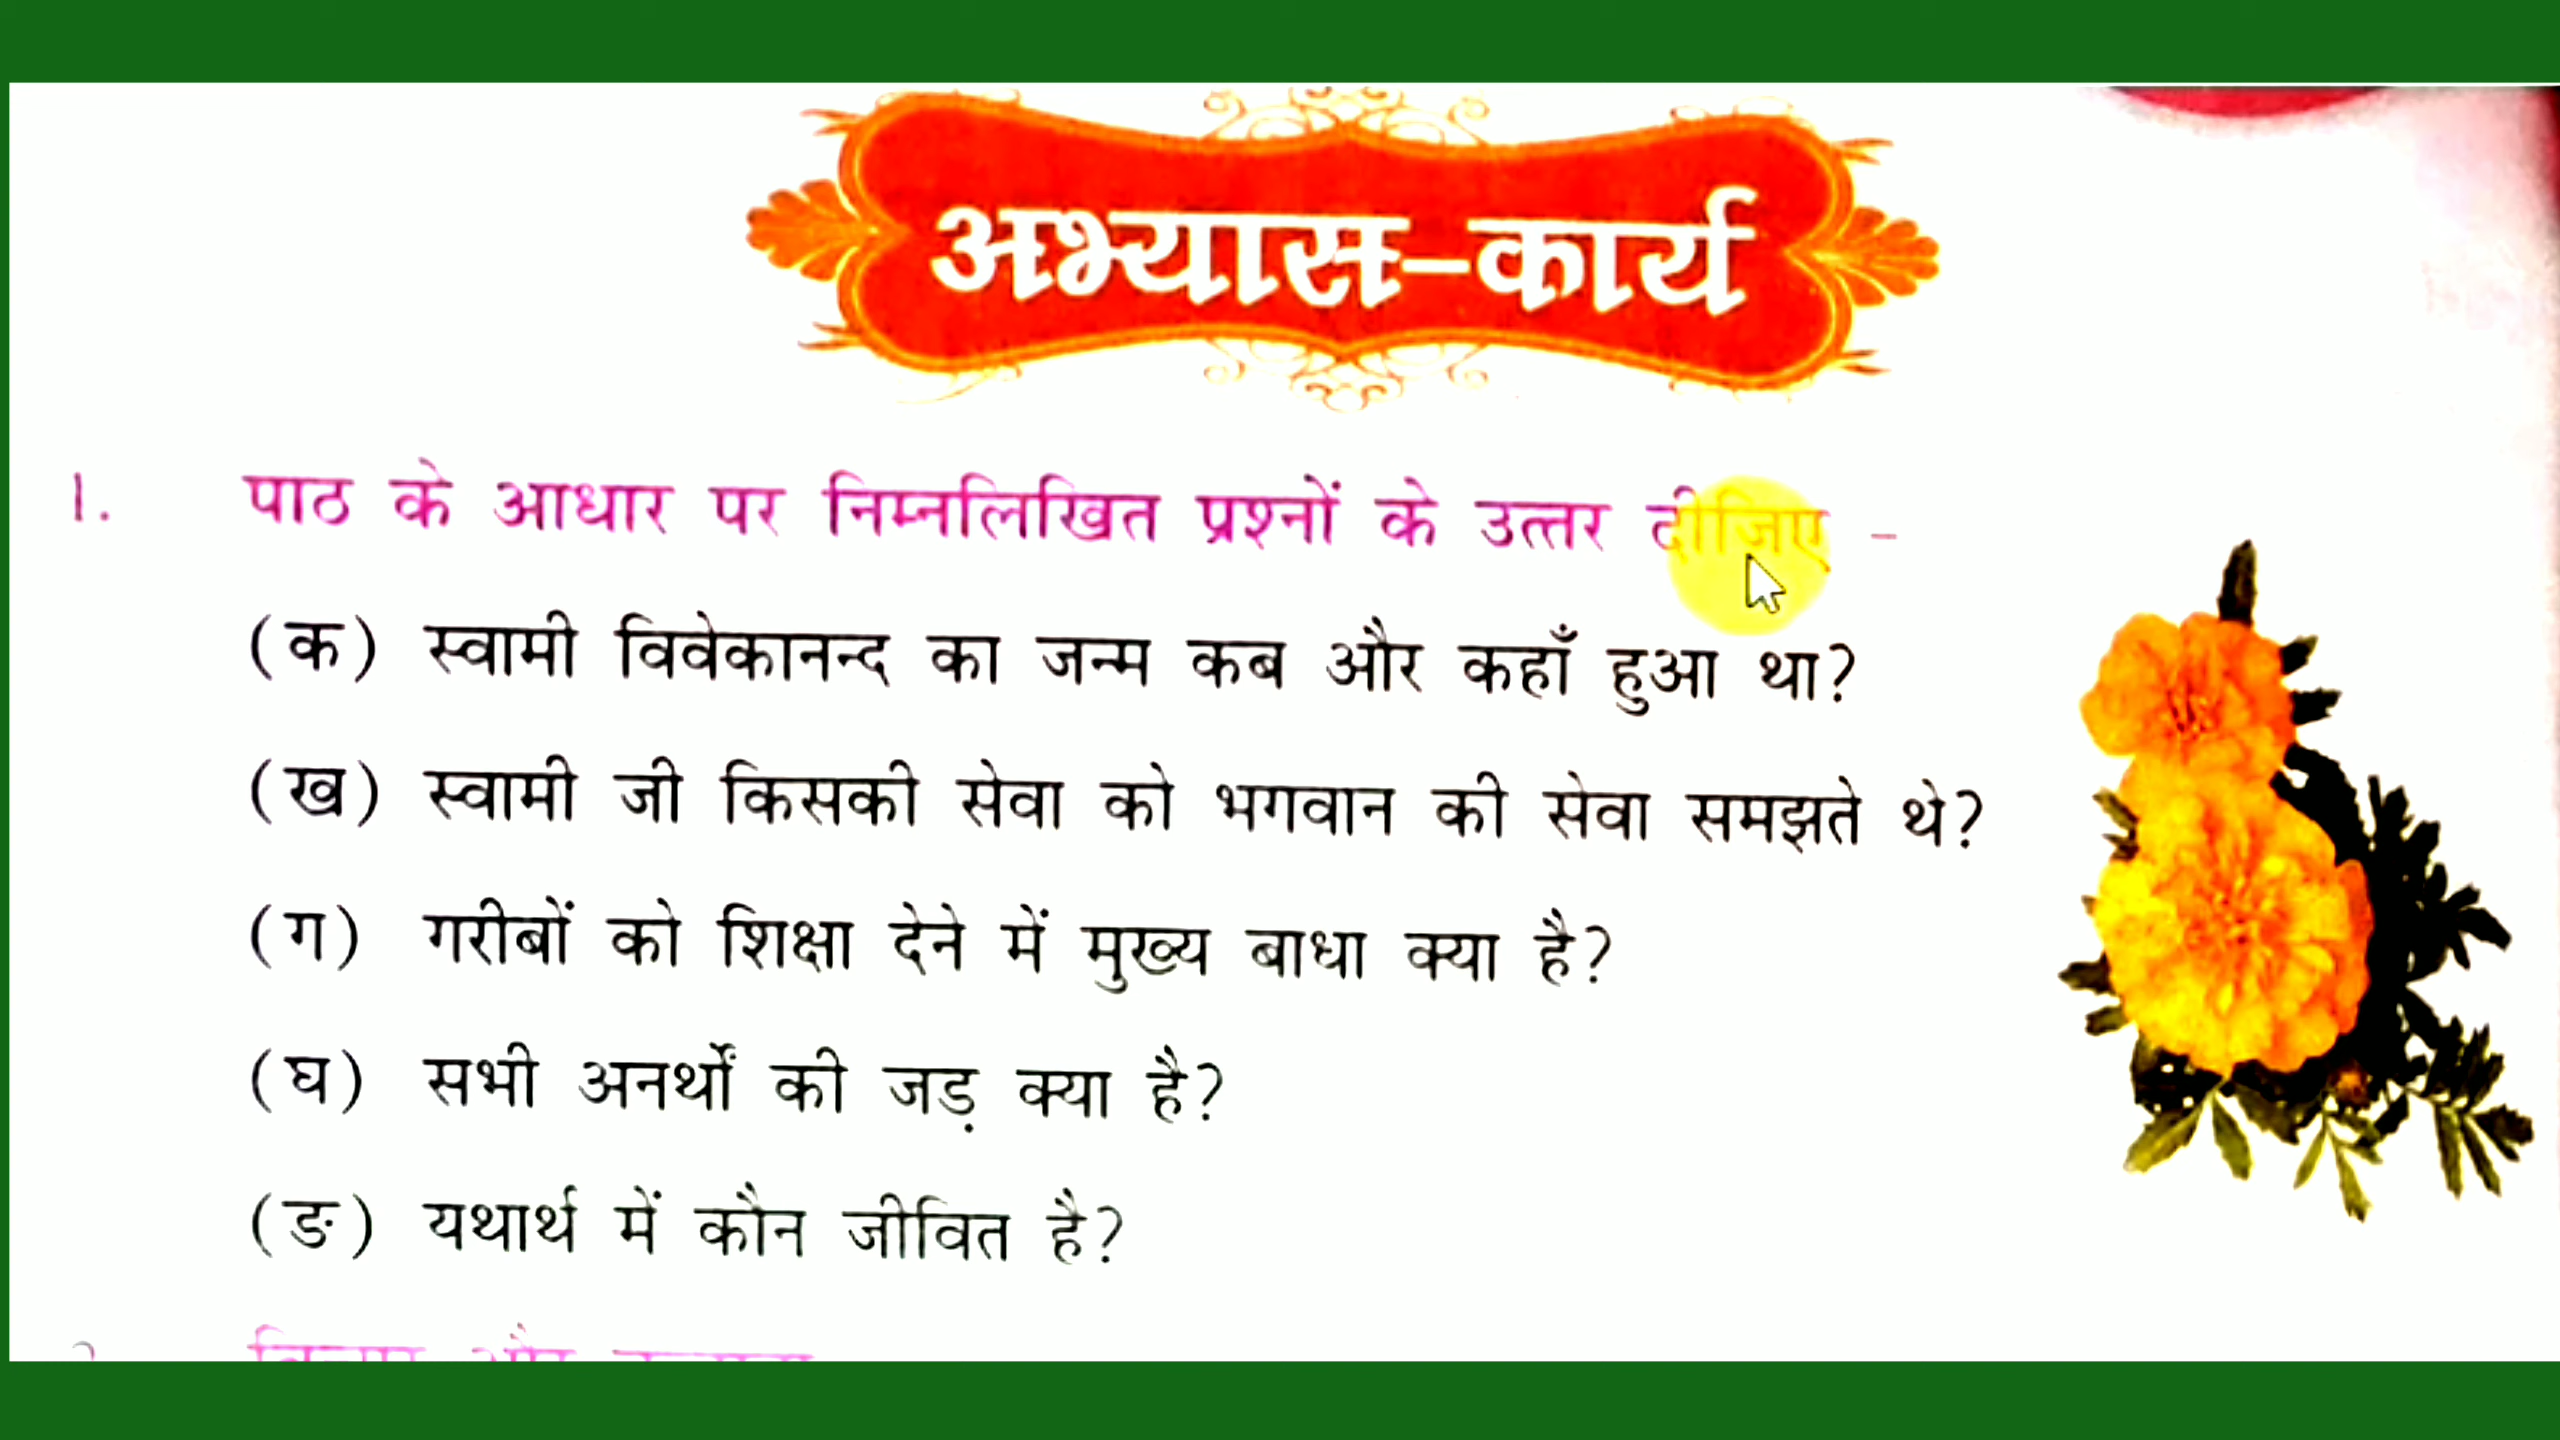 अभ्यास-कार्य
1. पाठ के आधार पर निम्नलिखित प्रश्नों के उत्तर दीजिए –
(क) स्वामी विवेकानन्द का जन्म कब और कहाँ हुआ था?
(ख) स्वामी जी किसकी सेवा को भगवान की सेवा समझते थे?
(ग) गरीबों को शिक्षा देने में मुख्य बाधा क्या है?
(घ) सभी अनर्थों की जड़ क्या है?
(ङ) यथार्थ में कौन जीवित है?